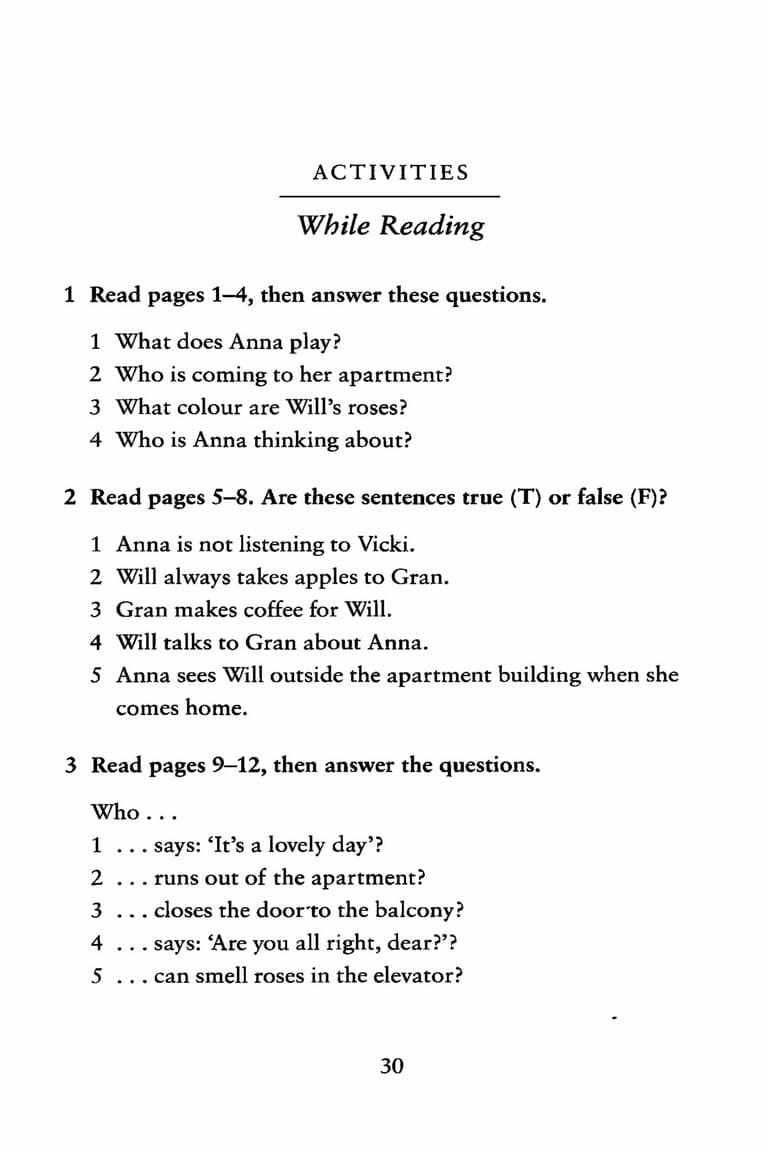 ACTIVITIES
While Reading
1 Read pages 1–4, then answer these questions.
1 What does Anna play?
2 Who is coming to her apartment?
3 What colour are Will's roses?
4 Who is Anna thinking about?
2 Read pages 5–8. Are these sentences true (T) or false (F)?
1 Anna is not listening to Vicki.
2 Will always takes apples to Gran.
3 Gran makes coffee for Will.
4 Will talks to Gran about Anna.
5 Anna sees Will outside the apartment building when she
comes home.
3 Read pages 9–12, then answer the questions.
Who . . .
1 . . . says: ‘It's a lovely day’?
2 . . . runs out of the apartment?
3 . . . closes the door to the balcony?
4 . . . says: ‘Are you all right, dear?’?
5 . . . can smell roses in the elevator?
30